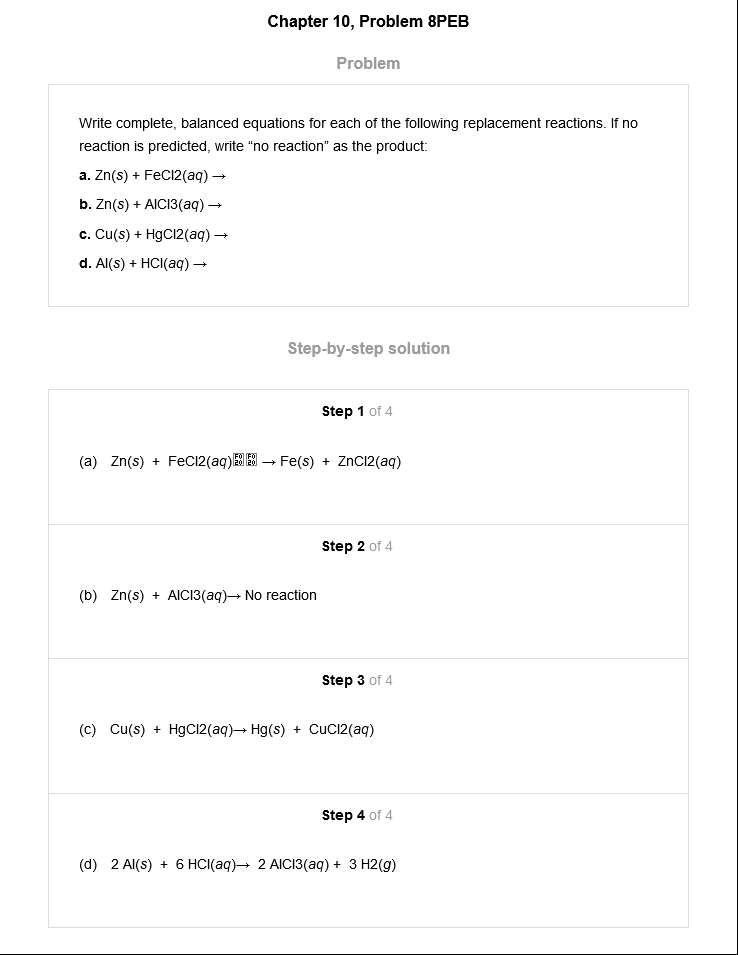 Chapter 10, Problem 8PEB
Problem
Write complete, balanced equations for each of the following replacement reactions. If no
reaction is predicted, write “no reaction” as the product:
a. Zn(s) + FeCl2(aq) →
b. Zn(s) + AlCl3(aq) →
c. Cu(s) + HgCl2(aq) →
d. Al(s) + HCl(aq) →
Step-by-step solution
Step 1 of 4
(a) Zn(s) + FeCl2(aq) → Fe(s) + ZnCl2(aq)
Step 2 of 4
(b) Zn(s) + AlCl3(aq)→ No reaction
Step 3 of 4
(c) Cu(s) + HgCl2(aq)→ Hg(s) + CuCl2(aq)
Step 4 of 4
(d) 2 Al(s) + 6 HCl(aq)→ 2 AlCl3(aq) + 3 H2(g)